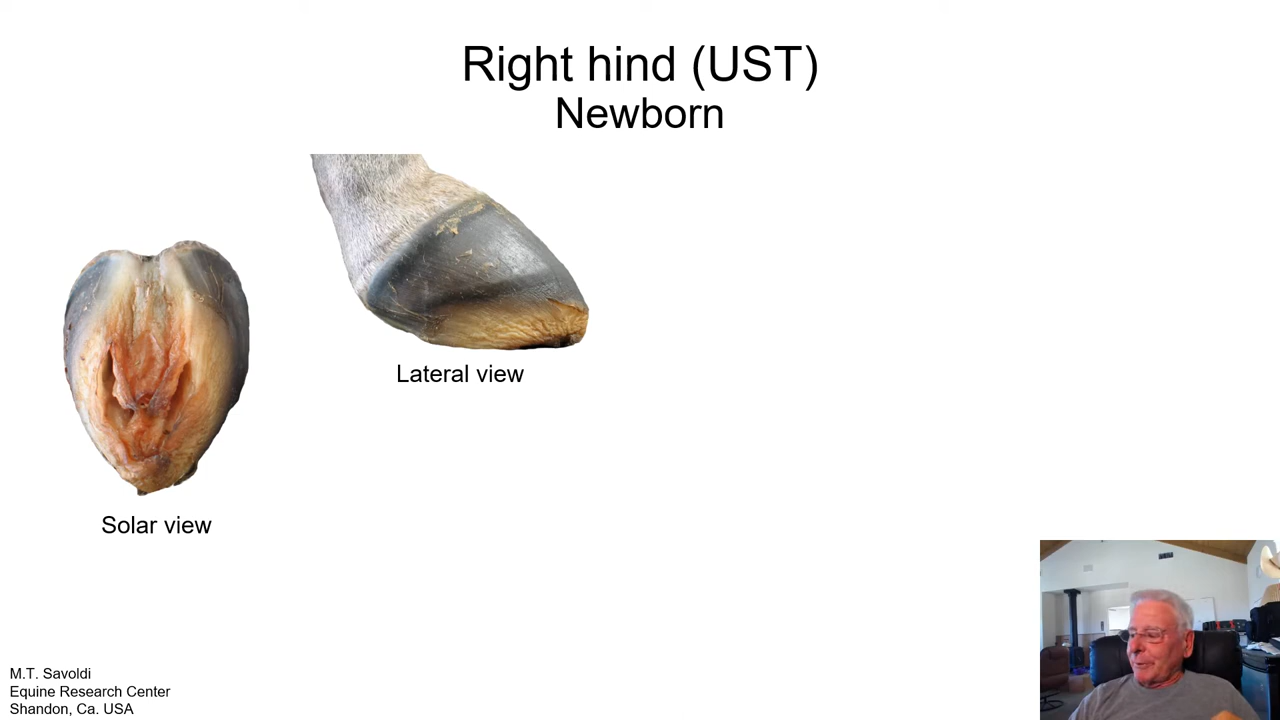 Right hind (UST)
Newborn
Lateral view
Solar view
M.T. Savoldi
Equine Research Center
Shandon, Ca. USA